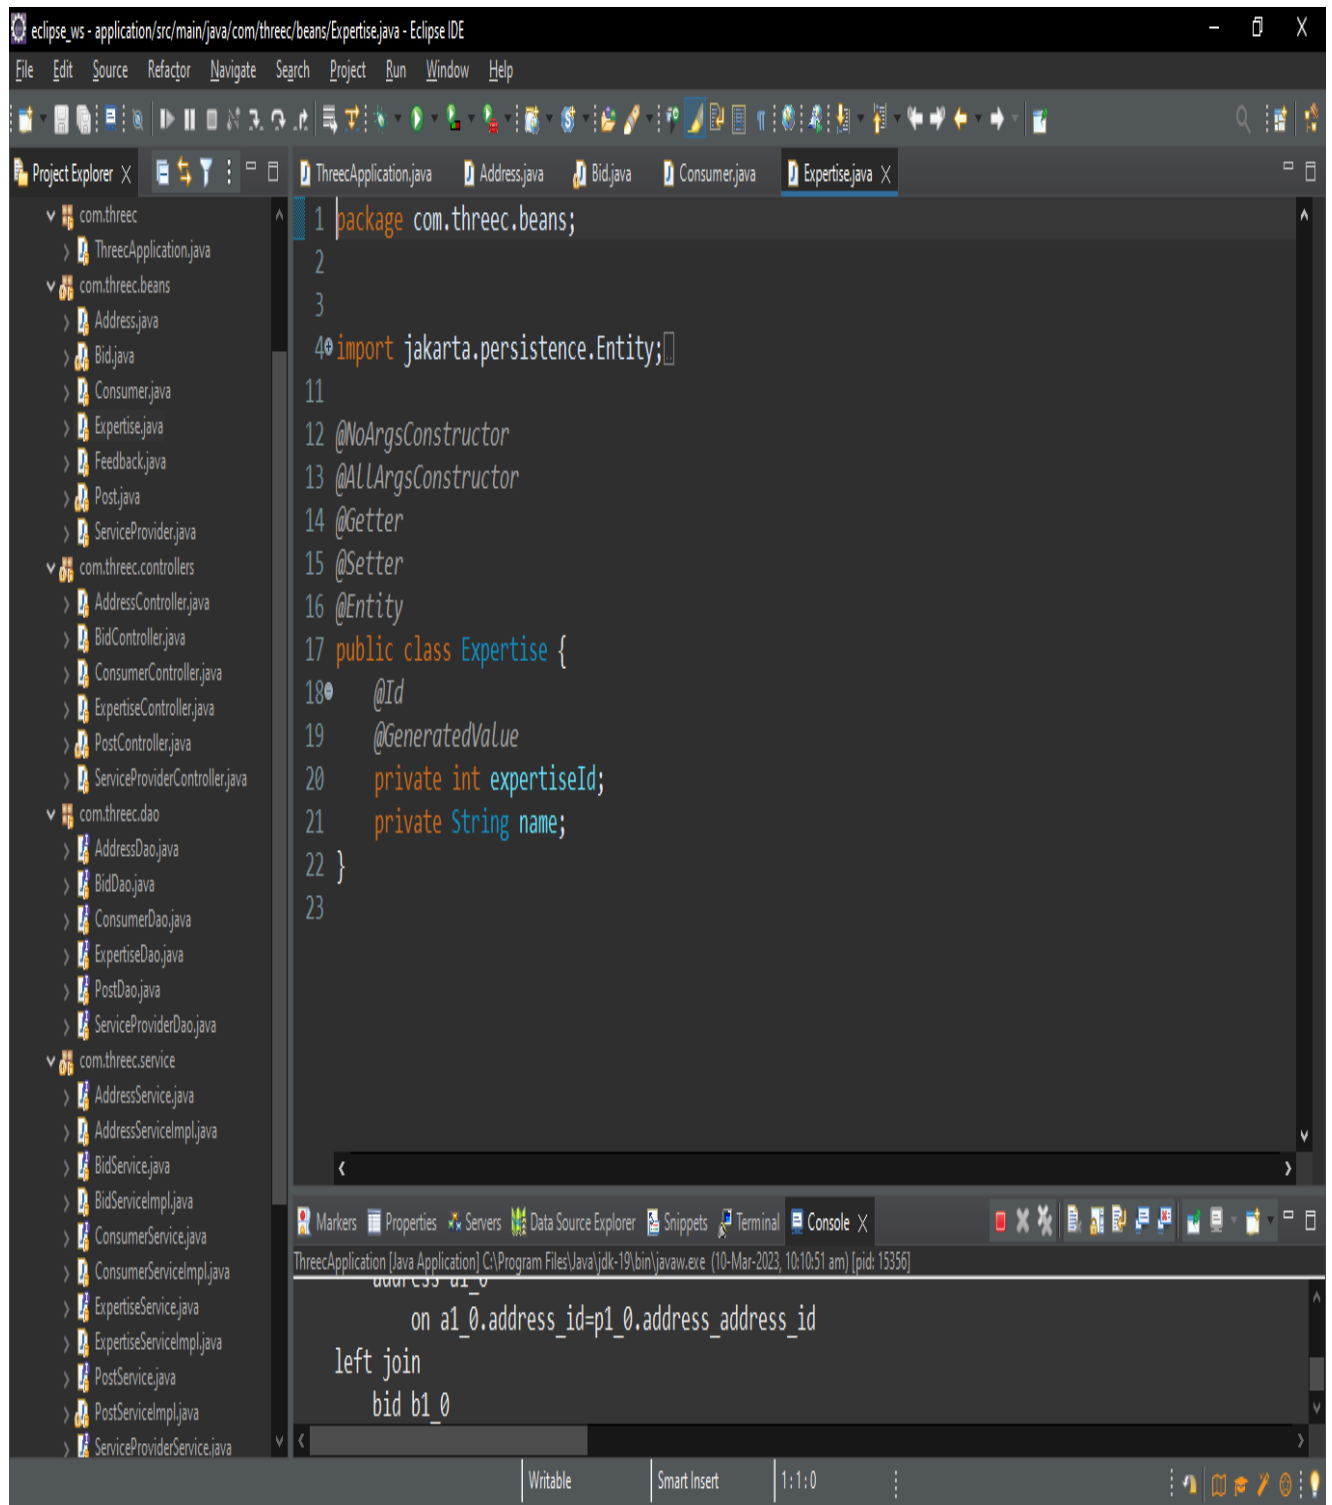 eclipse_ws - application/src/main/java/com/threec/beans/Expertise.java - Eclipse IDE
File Edit Source Refactor Navigate Search Project Run Window Help
Project Explorer
com.threec
ThreecApplication.java
com.threec.beans
Address.java
Bid.java
Consumer.java
Expertise.java
Feedback.java
Post.java
ServiceProvider.java
com.threec.controllers
AddressController.java
BidController.java
ConsumerController.java
ExpertiseController.java
PostController.java
ServiceProviderController.java
com.threec.dao
AddressDao.java
BidDao.java
ConsumerDao.java
ExpertiseDao.java
PostDao.java
ServiceProviderDao.java
com.threec.service
AddressService.java
AddressServiceImpl.java
BidService.java
BidServiceImpl.java
ConsumerService.java
ConsumerServiceImpl.java
ExpertiseService.java
ExpertiseServiceImpl.java
PostService.java
PostServiceImpl.java
ServiceProviderService.java
ThreecApplication.java Address.java Bid.java Consumer.java Expertise.java
1 package com.threec.beans;
2
3
4 import jakarta.persistence.Entity;
11
12 @NoArgsConstructor
13 @AllArgsConstructor
14 @Getter
15 @Setter
16 @Entity
17 public class Expertise {
18 @Id
19 @GeneratedValue
20 private int expertiseId;
21 private String name;
22 }
23
Markers Properties Servers Data Source Explorer Snippets Terminal Console
ThreecApplication [Java Application] C:\Program Files\Java\jdk-19\bin\javaw.exe (10-Mar-2023, 10:10:51 am) [pid: 15356]
address a1_0
on a1_0.address_id=p1_0.address_address_id
left join
bid b1_0
Writable Smart Insert 1:1:0